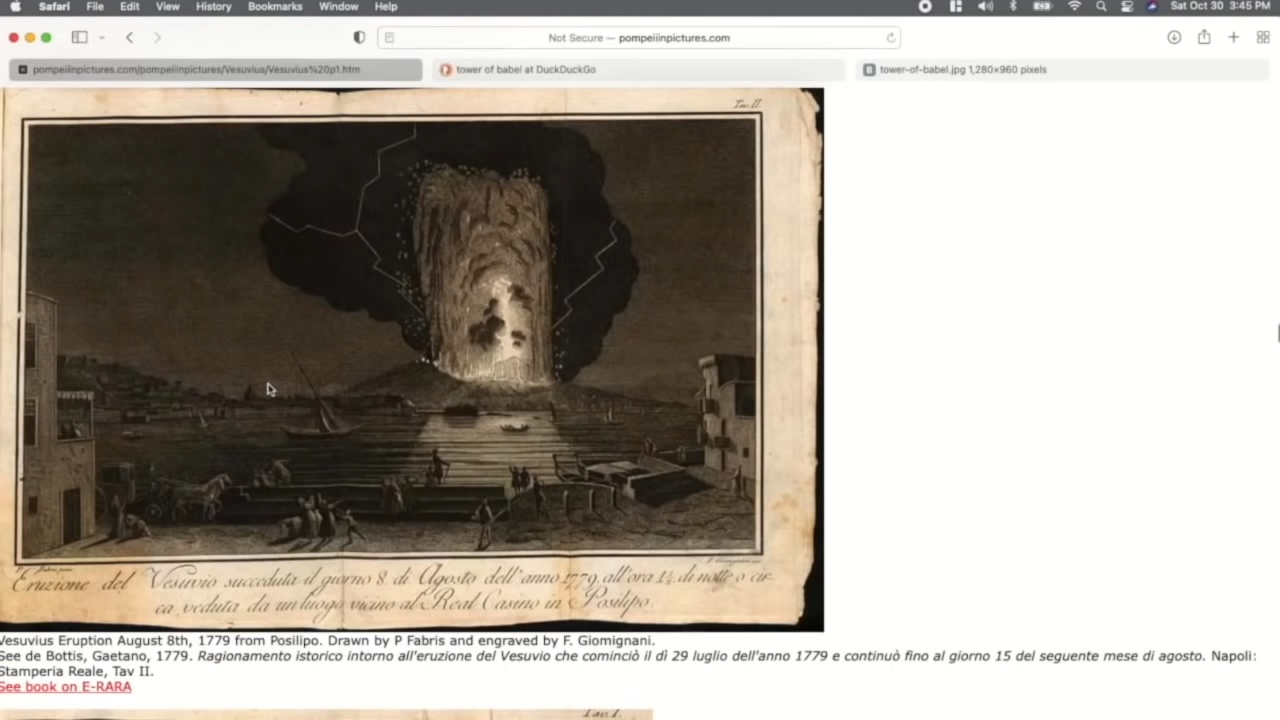 Safari File Edit View History Bookmarks Window Help Sat Oct 30 3:45 PM
Not Secure — pompeiiinpictures.com
pompeiiinpictures.com/pompeiiinpictures/Vesuvius/Vesuvius%20p1.htm tower of babel at DuckDuckGo tower-of-babel.jpg 1,280×960 pixels
Tav. II.
Eruzione del Vesuvio succeduta il giorno 8. di Agosto dell'anno 1779. all'ora di notte o cir-
ca, veduta da un luogo vicino al Real Casino in Posilipo.
Vesuvius Eruption August 8th, 1779 from Posilipo. Drawn by P Fabris and engraved by F. Giomignani.
See de Bottis, Gaetano, 1779. Ragionamento istorico intorno all'eruzione del Vesuvio che cominciò il dì 29 luglio dell'anno 1779 e continuò fino al giorno 15 del seguente mese di agosto. Napoli:
Stamperia Reale, Tav II.
See book on E-RARA
Tav. I.